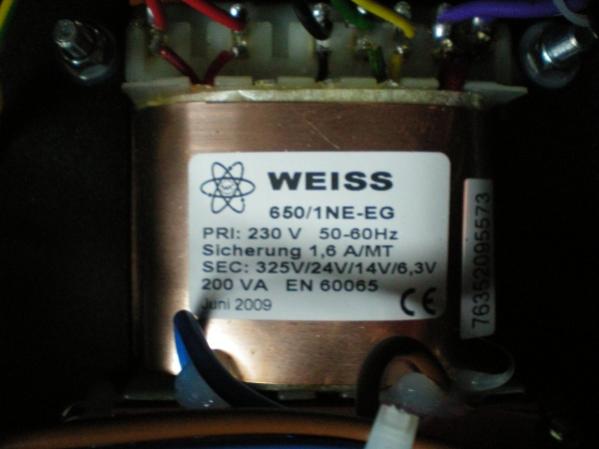 WEISS
650/1NE-EG
PRI: 230 V 50-60Hz
Sicherung 1,6 A/MT
SEC: 325V/24V/14V/6,3V
200 VA EN 60065
Juni 2009
CE
76352095573